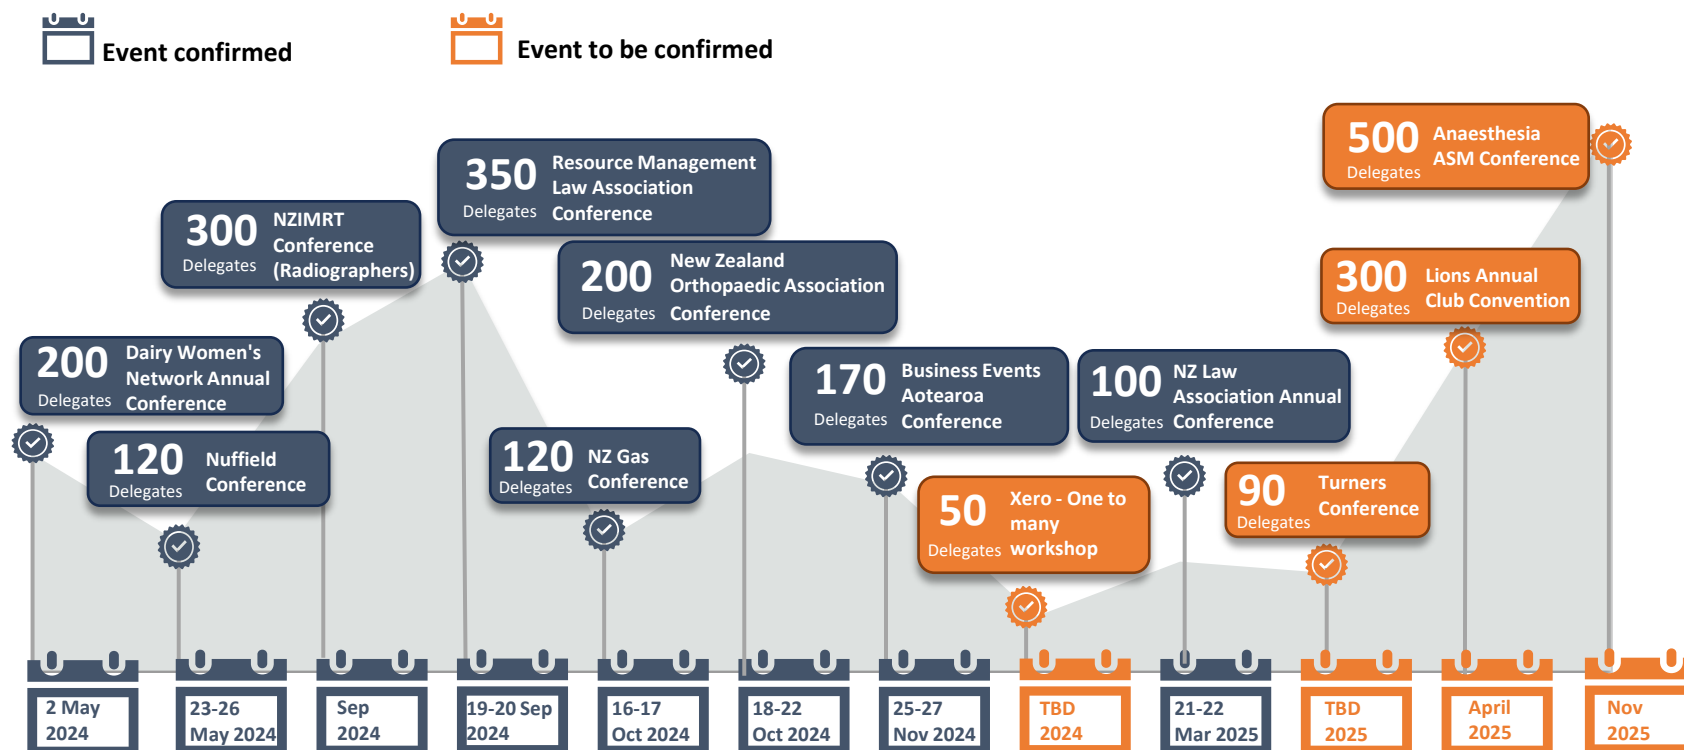 Event confirmed
Event to be confirmed
200
Delegates
Dairy Women's
Network Annual
Conference
120
Delegates
Nuffield
Conference
300
Delegates
NZIMRT
Conference
(Radiographers)
350
Delegates
Resource Management
Law Association
Conference
120
Delegates
NZ Gas
Conference
200
Delegates
New Zealand
Orthopaedic Association
Conference
170
Delegates
Business Events
Aotearoa
Conference
50
Delegates
Xero - One to
many
workshop
100
Delegates
NZ Law
Association Annual
Conference
90
Delegates
Turners
Conference
300
Delegates
Lions Annual
Club Convention
500
Delegates
Anaesthesia
ASM Conference
2 May
2024
23-26
May 2024
Sep
2024
19-20 Sep
2024
16-17
Oct 2024
18-22
Oct 2024
25-27
Nov 2024
TBD
2024
21-22
Mar 2025
TBD
2025
April
2025
Nov
2025